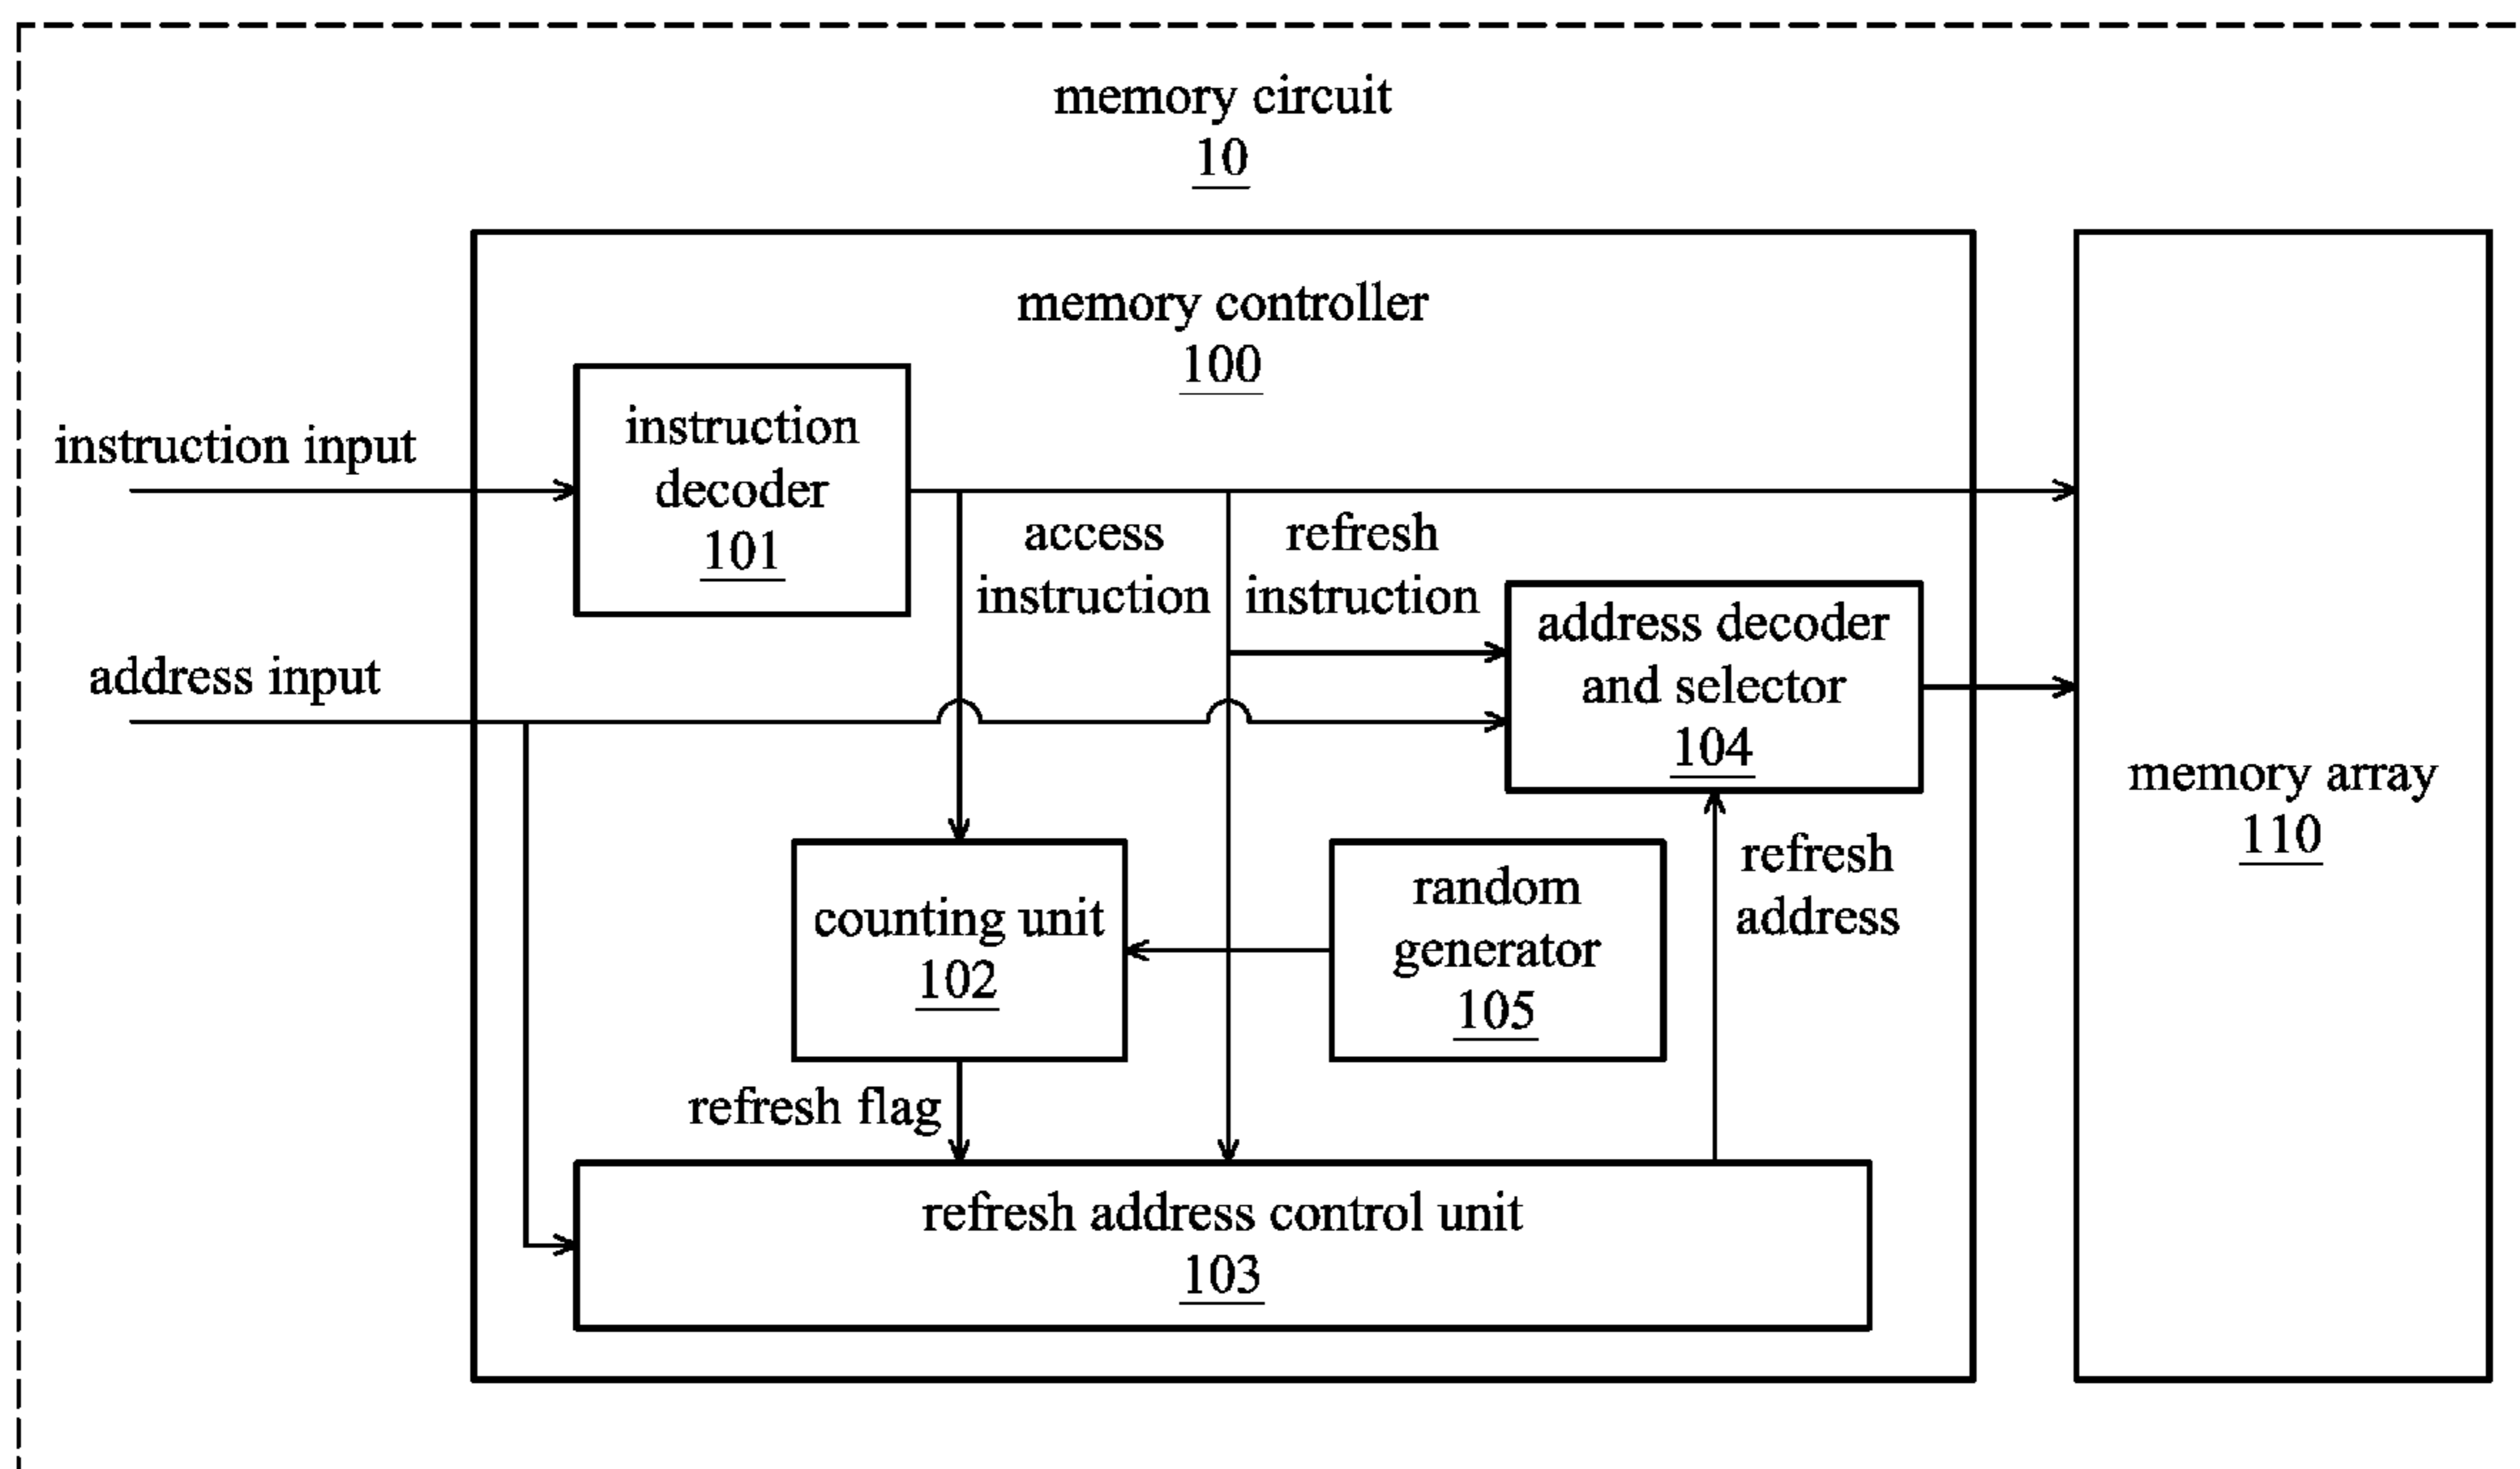 memory circuit
10
memory controller
100
instruction
decoder
101
instruction input
access
instruction
refresh
instruction
address decoder
and selector
104
address input
memory array
110
counting unit
102
random
generator
105
refresh
address
refresh flag
refresh address control unit
103